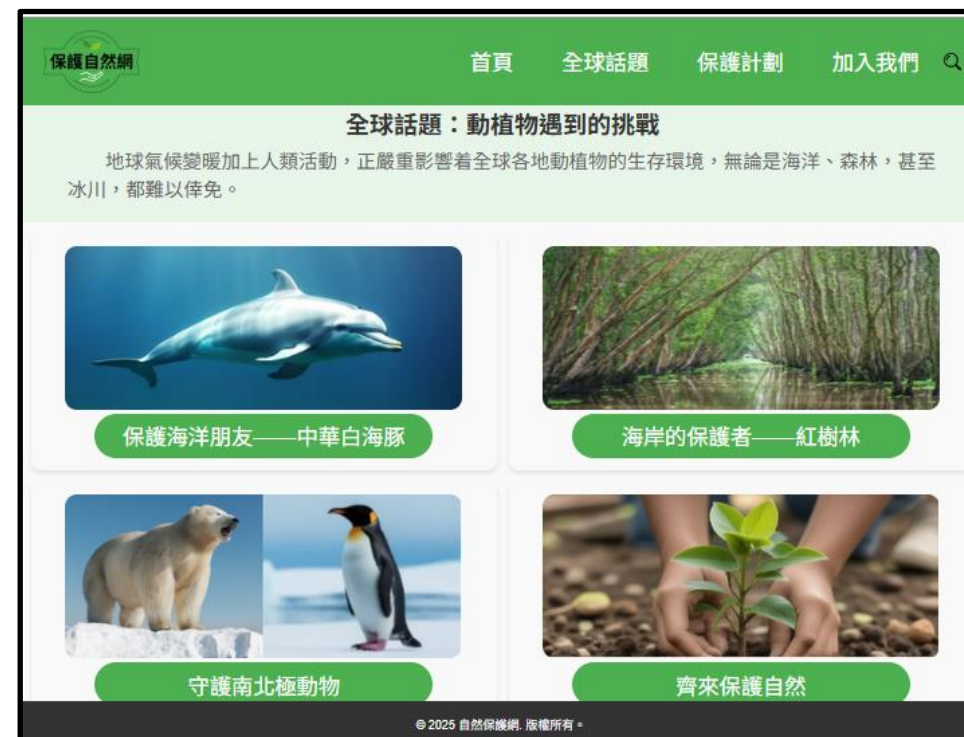 保護自然網
首頁 全球話題 保護計劃 加入我們
全球話題：動植物遇到的挑戰
地球氣候變暖加上人類活動，正嚴重影響着全球各地動植物的生存環境，無論是海洋、森林，甚至
冰川，都難以倖免。
保護海洋朋友——中華白海豚
海岸的保護者——紅樹林
守護南北極動物
齊來保護自然
© 2025 自然保護網. 版權所有。